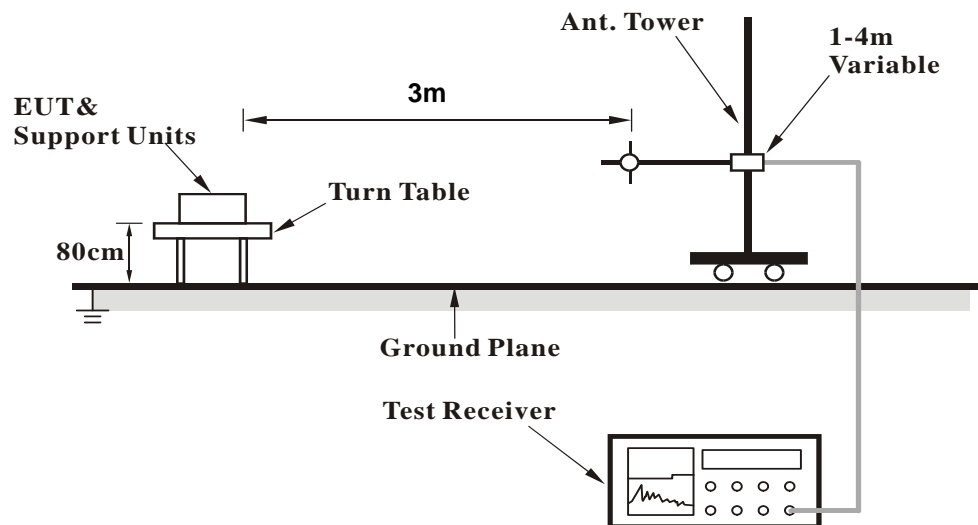 Ant. Tower
1-4m
Variable
3m
EUT&
Support Units
Turn Table
80cm
Ground Plane
Test Receiver